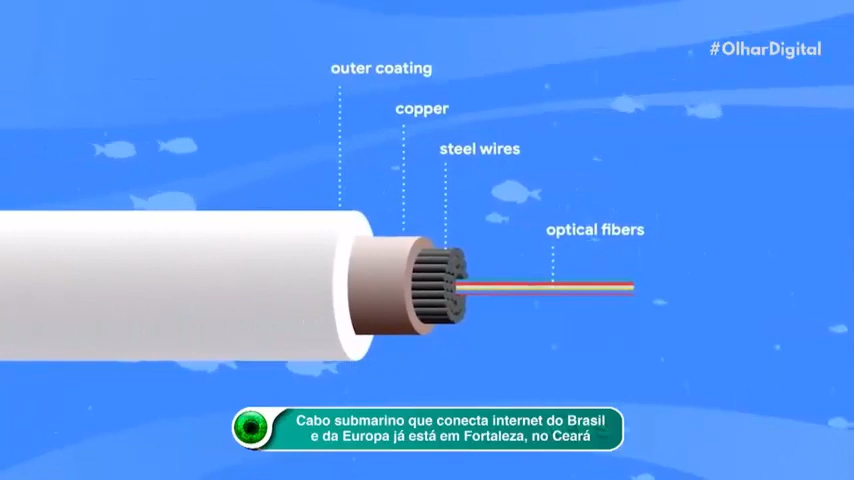 #OlharDigital
outer coating
copper
steel wires
optical fibers
Cabo submarino que conecta internet do Brasil
e da Europa já está em Fortaleza, no Ceará